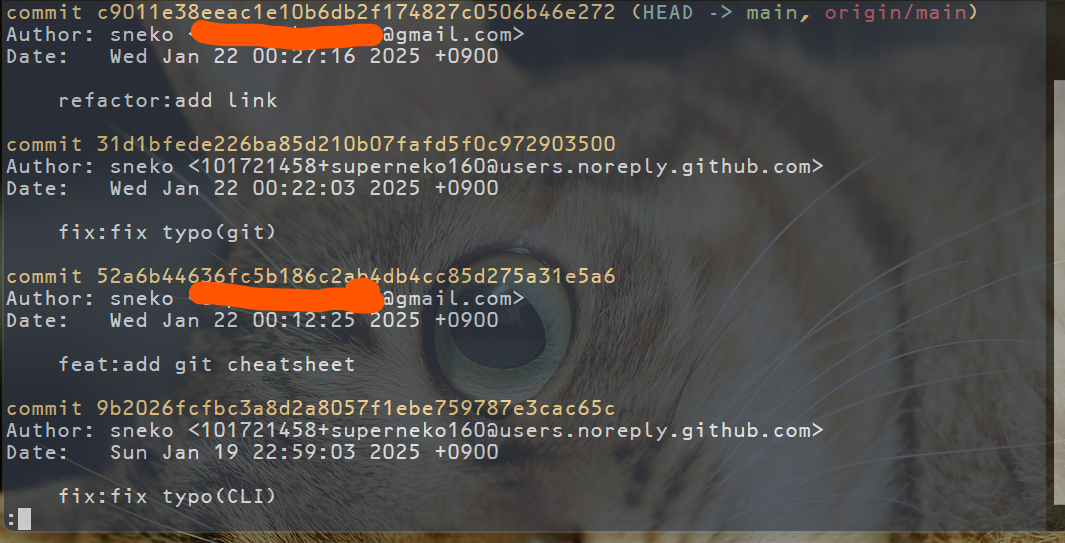 commit c9011e38eeac1e10b6db2f174827c0506b46e272 (HEAD -> main, origin/main)
Author: sneko < @gmail.com>
Date:   Wed Jan 22 00:27:16 2025 +0900
refactor:add link
commit 31d1bfede226ba85d210b07fafd5f0c972903500
Author: sneko <101721458+superneko160@users.noreply.github.com>
Date:   Wed Jan 22 00:22:03 2025 +0900
fix:fix typo(git)
commit 52a6b44636fc5b186c2ab4db4cc85d275a31e5a6
Author: sneko @gmail.com>
Date:   Wed Jan 22 00:12:25 2025 +0900
feat:add git cheatsheet
commit 9b2026fcfbc3a8d2a8057f1ebe759787e3cac65c
Author: sneko <101721458+superneko160@users.noreply.github.com>
Date:   Sun Jan 19 22:59:03 2025 +0900
fix:fix typo(CLI)
: